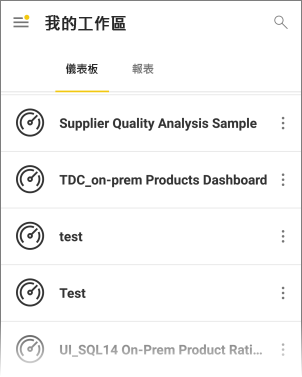 我的工作區
儀表板 報表
Supplier Quality Analysis Sample
TDC_on-prem Products Dashboard
test
Test
UI_SQL14 On-Prem Product Rati...